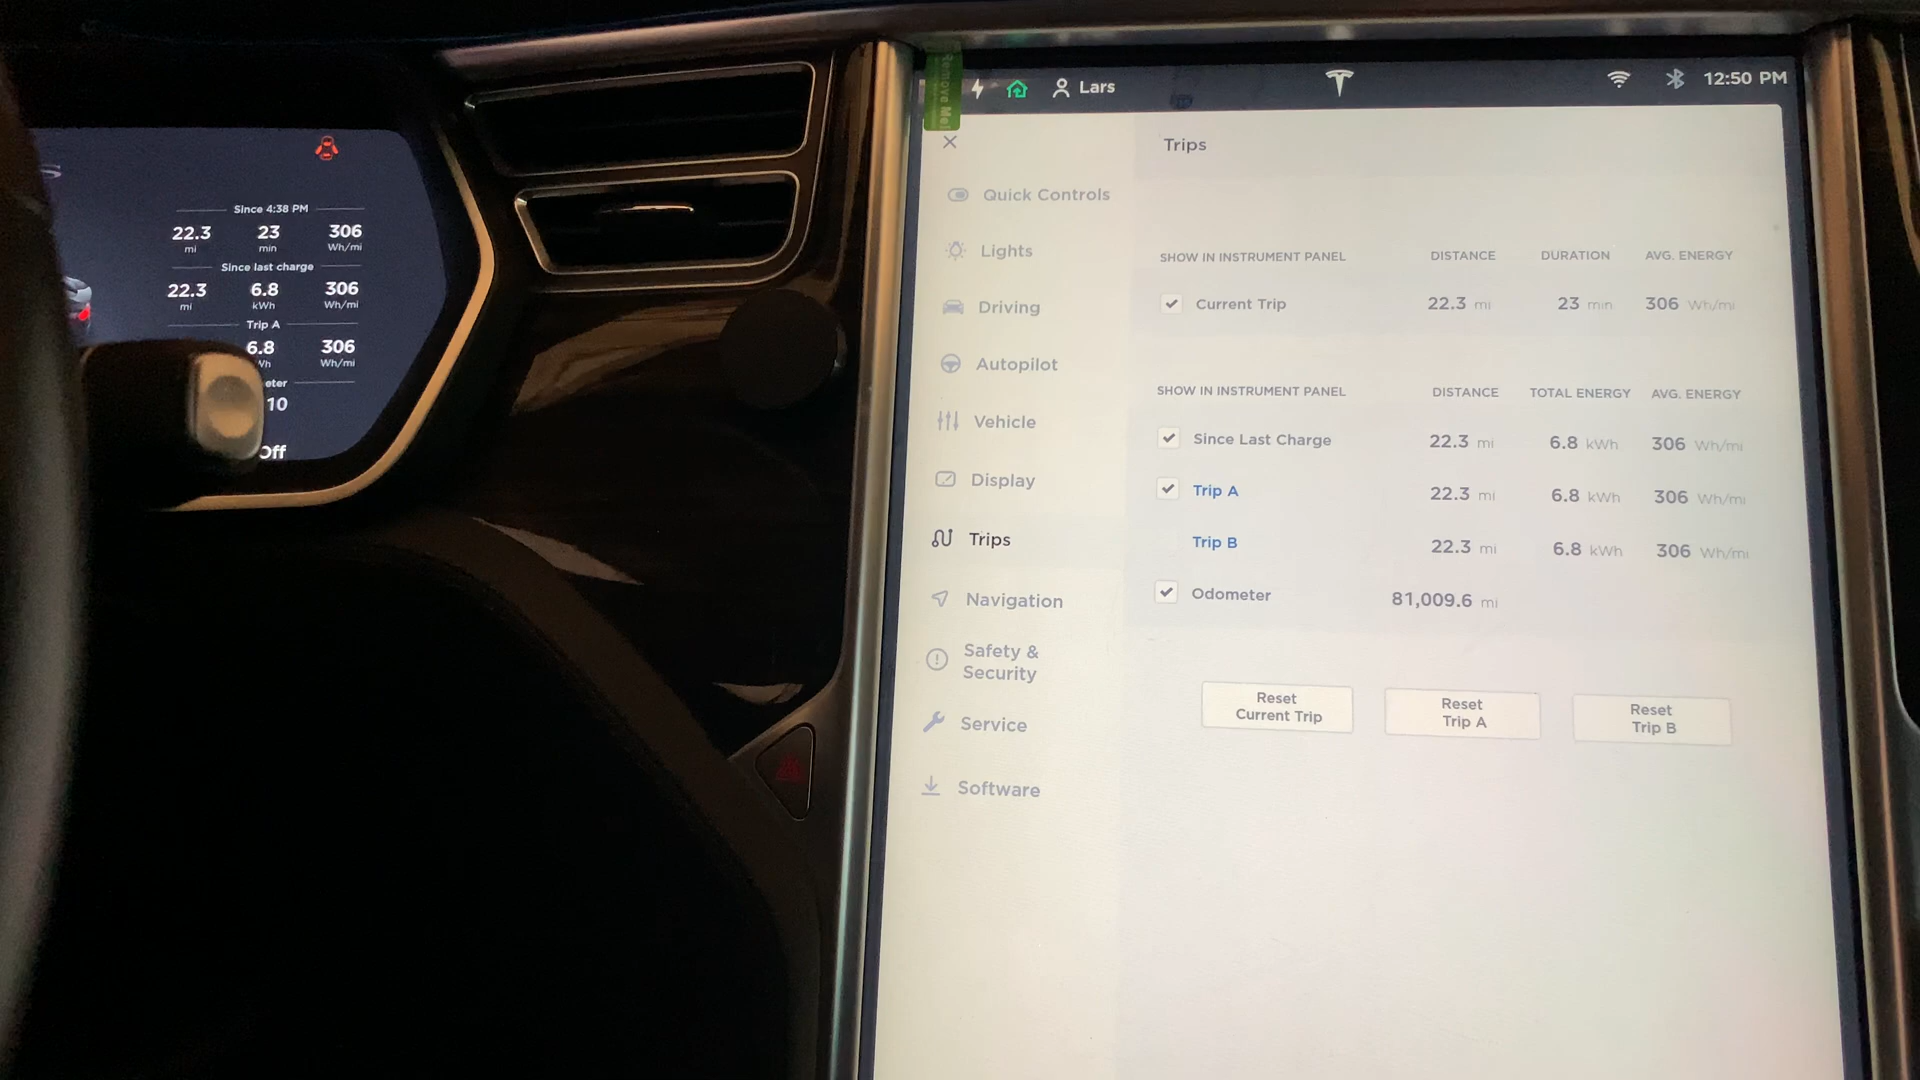 Since 4:38 PM
22.3 23 306
mi min Wh/mi
Since last charge
22.3 6.8 306
mi kWh Wh/mi
Trip A
6.8 306
Wh Wh/mi
eter
10
Off
Remove Me!
Lars
12:50 PM
Trips
Quick Controls
Lights
Driving
Autopilot
Vehicle
Display
Trips
Navigation
Safety &
Security
Service
Software
SHOW IN INSTRUMENT PANEL DISTANCE DURATION AVG. ENERGY
Current Trip 22.3 mi 23 min 306 Wh/mi
SHOW IN INSTRUMENT PANEL DISTANCE TOTAL ENERGY AVG. ENERGY
Since Last Charge 22.3 mi 6.8 kWh 306 Wh/mi
Trip A 22.3 mi 6.8 kWh 306 Wh/mi
Trip B 22.3 mi 6.8 kWh 306 Wh/mi
Odometer 81,009.6 mi
Reset
Current Trip
Reset
Trip A
Reset
Trip B